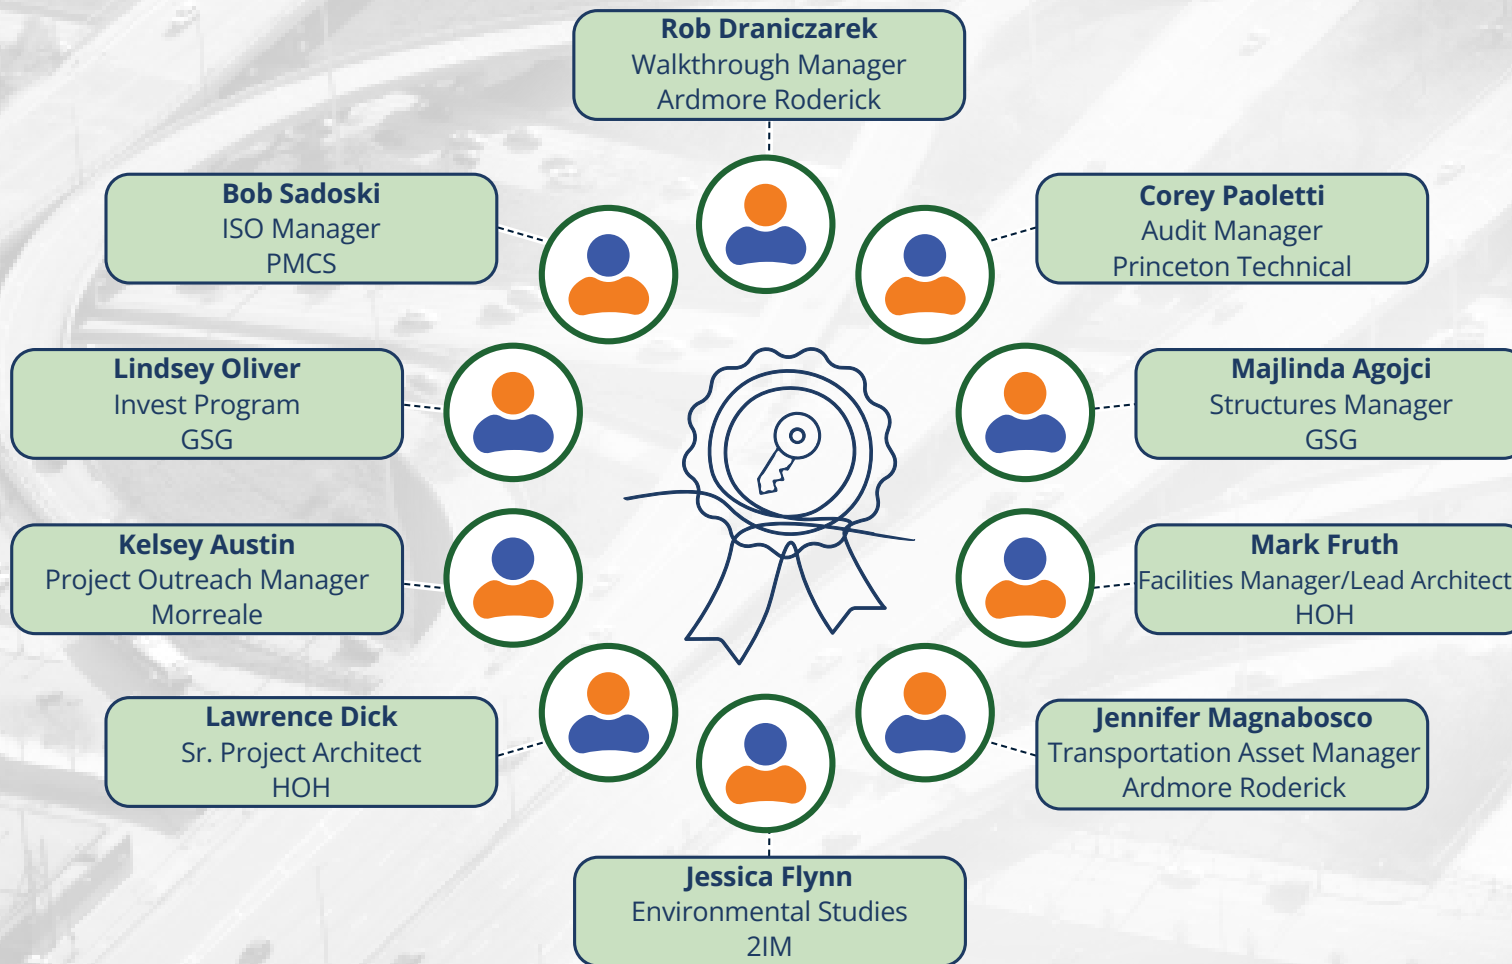 Rob Draniczarek
Walkthrough Manager
Ardmore Roderick
Bob Sadoski
ISO Manager
PMCS
Corey Paoletti
Audit Manager
Princeton Technical
Lindsey Oliver
Invest Program
GSG
Majlinda Agojci
Structures Manager
GSG
Kelsey Austin
Project Outreach Manager
Morreale
Mark Fruth
Facilities Manager/Lead Architect
HOH
Lawrence Dick
Sr. Project Architect
HOH
Jennifer Magnabosco
Transportation Asset Manager
Ardmore Roderick
Jessica Flynn
Environmental Studies
2IM